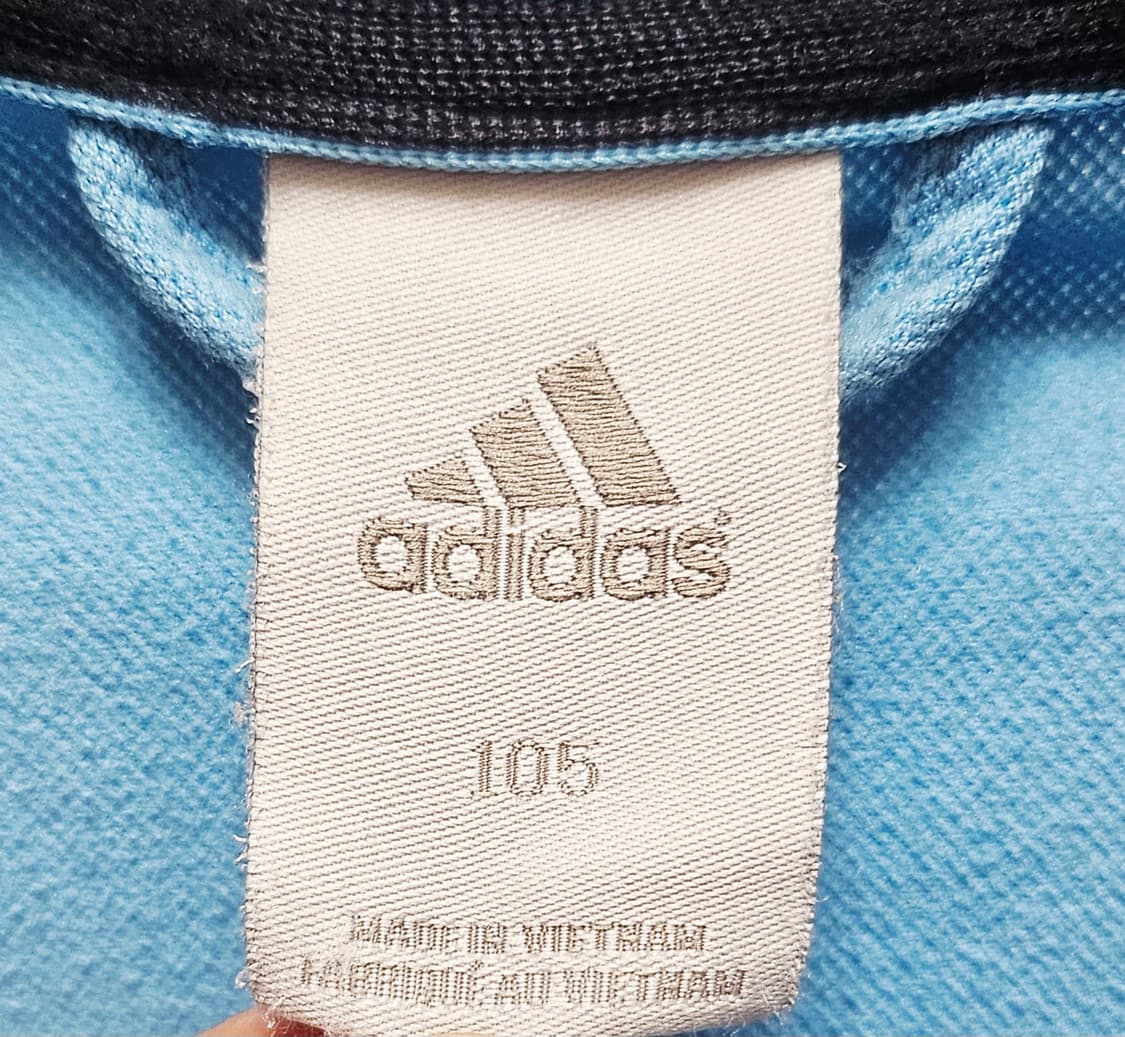 adidas
105
MADE IN VIETNAM
FABRIQUÉ AU VIETNAM